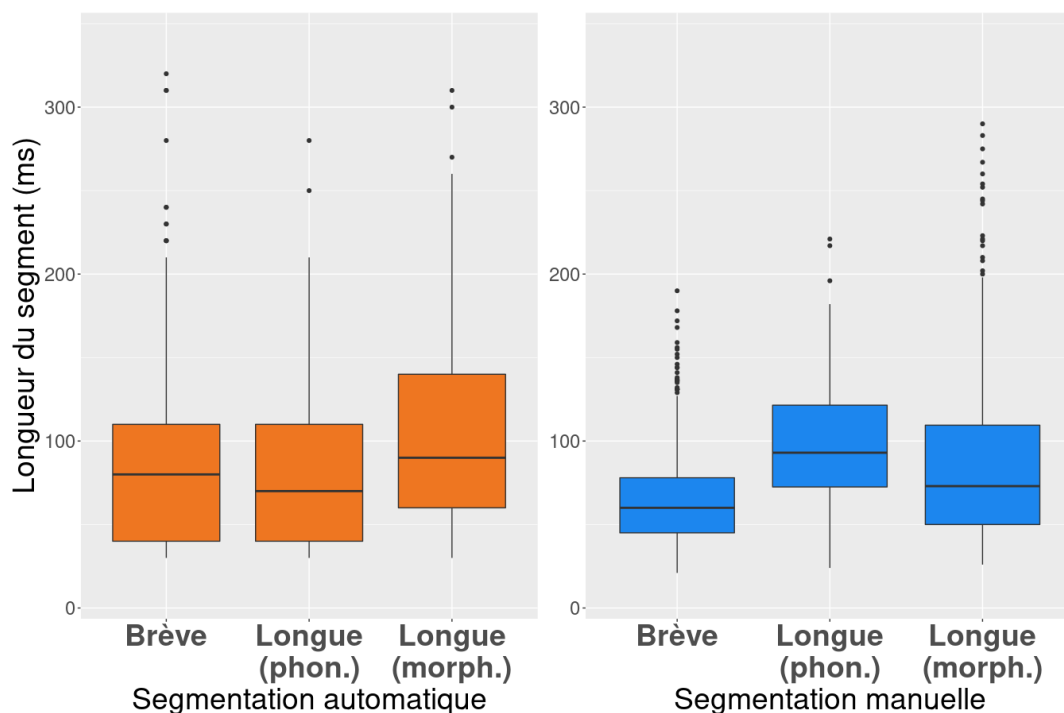 Longueur du segment (ms)
300
200
100
0
Brève
Longue
(phon.)
Longue
(morph.)
Segmentation automatique
300
200
100
0
Brève
Longue
(phon.)
Longue
(morph.)
Segmentation manuelle